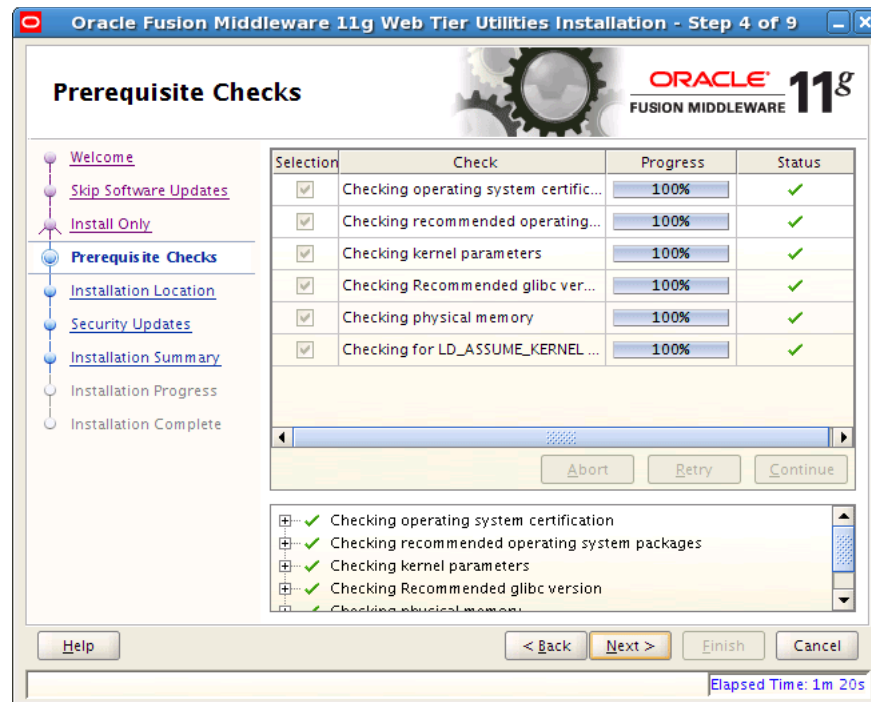 Oracle Fusion Middleware 11g Web Tier Utilities Installation - Step 4 of 9
Prerequisite Checks
ORACLE
FUSION MIDDLEWARE
11g
Welcome
Skip Software Updates
Install Only
Prerequisite Checks
Installation Location
Security Updates
Installation Summary
Installation Progress
Installation Complete
Selection Check Progress Status
Checking operating system certific... 100%
Checking recommended operating... 100%
Checking kernel parameters 100%
Checking Recommended glibc ver... 100%
Checking physical memory 100%
Checking for LD_ASSUME_KERNEL ... 100%
Abort Retry Continue
Checking operating system certification
Checking recommended operating system packages
Checking kernel parameters
Checking Recommended glibc version
Checking physical memory
Help < Back Next > Finish Cancel
Elapsed Time: 1m 20s